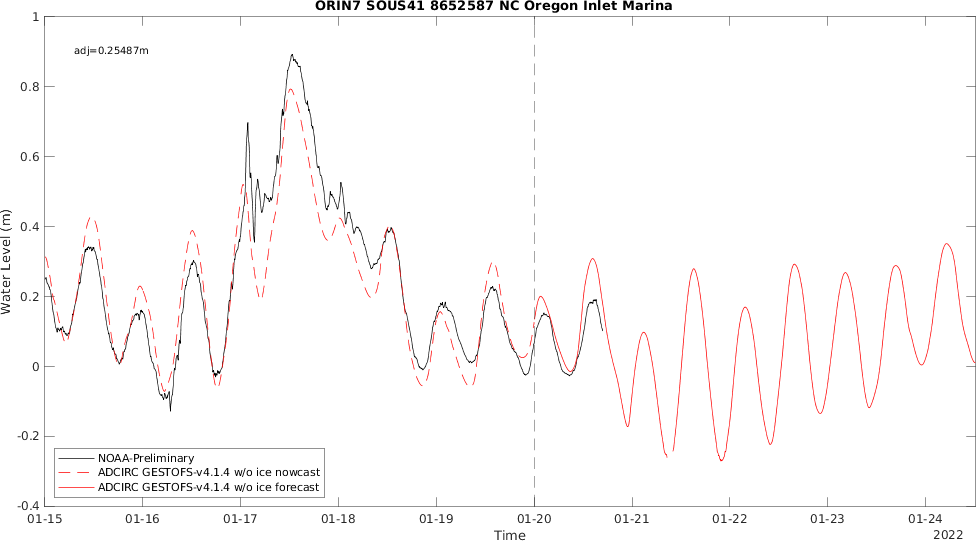 ORIN7 SOUS41 8652587 NC Oregon Inlet Marina
adj=0.25487m
1
0.8
0.6
0.4
0.2
0
-0.2
-0.4
Water Level (m)
NOAA-Preliminary
ADCIRC GESTOFS-v4.1.4 w/o ice nowcast
ADCIRC GESTOFS-v4.1.4 w/o ice forecast
01-15 01-16 01-17 01-18 01-19 01-20 01-21 01-22 01-23 01-24
Time
2022